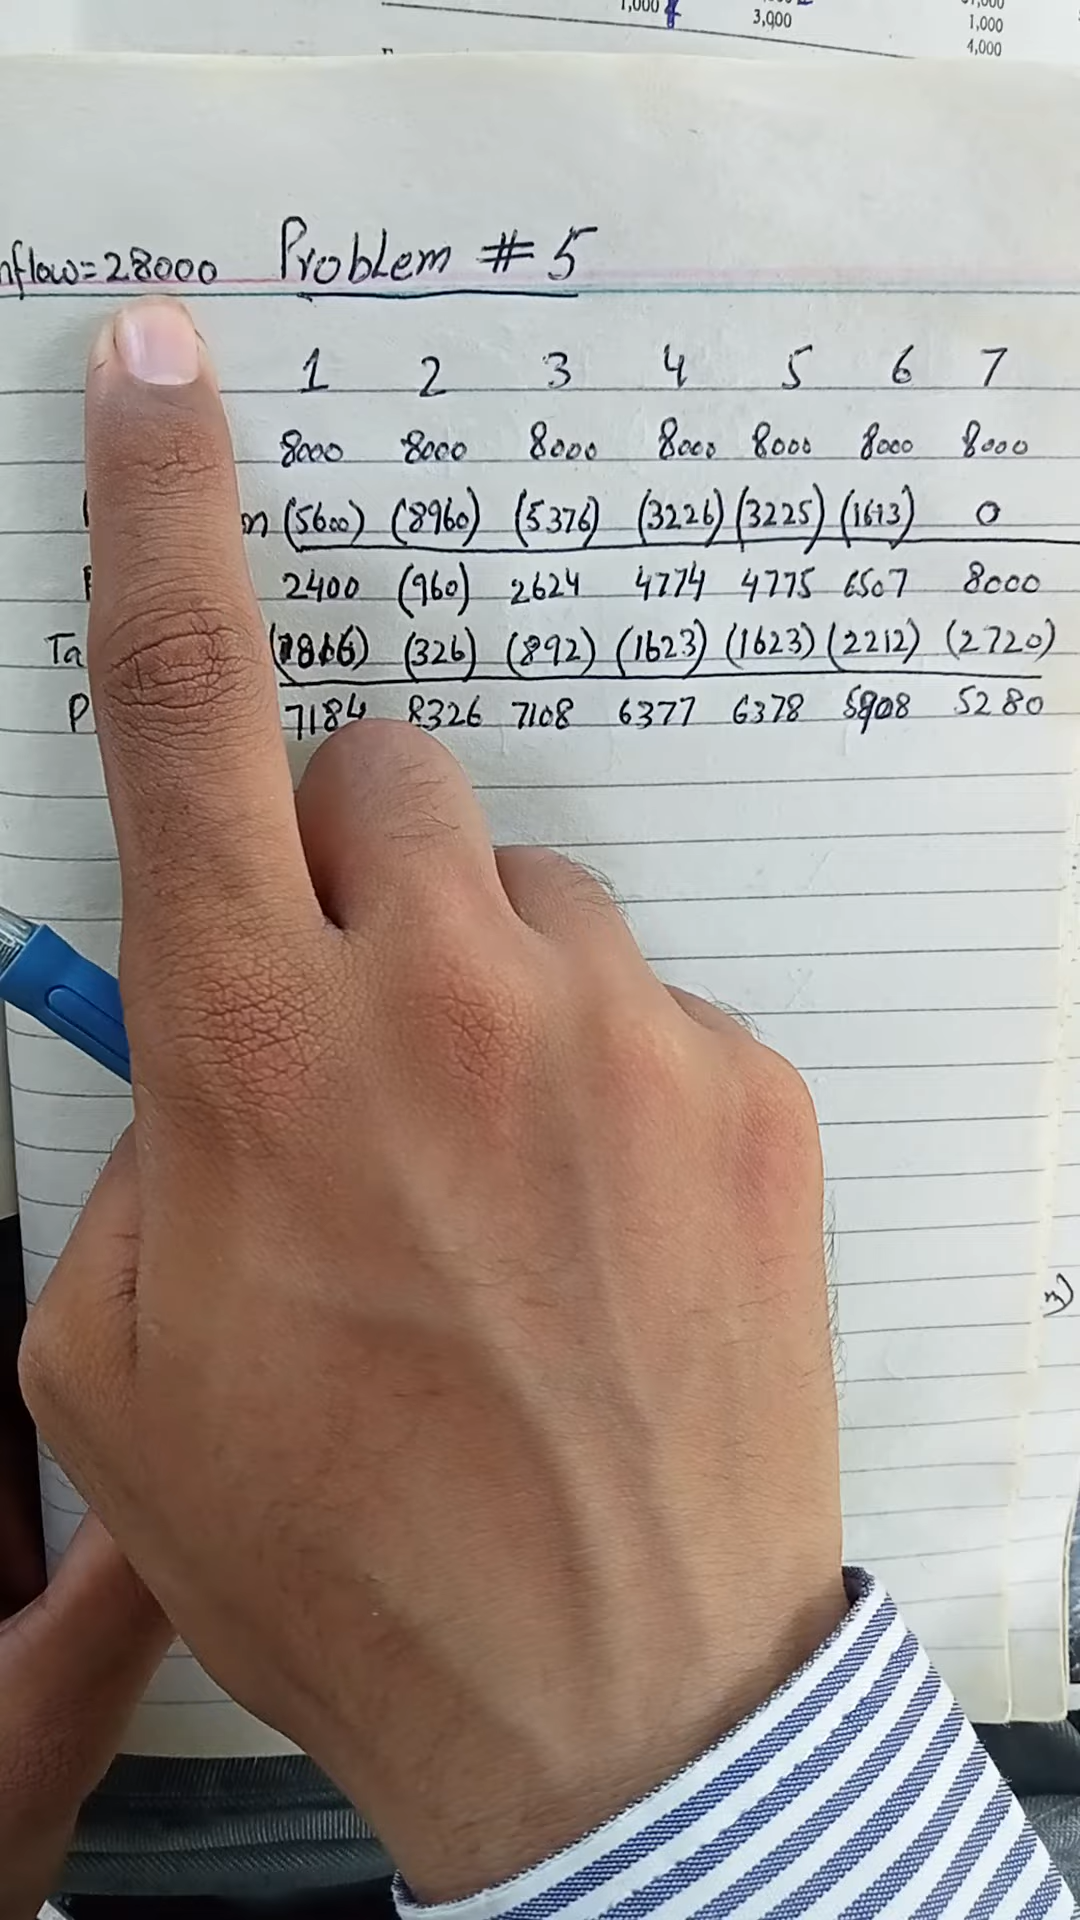 1,000 3,000 1,000
4,000
nflow=28000 Problem # 5
1 2 3 4 5 6 7
8000 8000 8000 8000 8000 8000 8000
n (5600) (8960) (5376) (3226) (3225) (1613) 0
2400 (960) 2624 4774 4775 6507 8000
Ta (1816) (326) (892) (1623) (1623) (2212) (2720)
P 7184 8326 7108 6377 6378 5908 5280